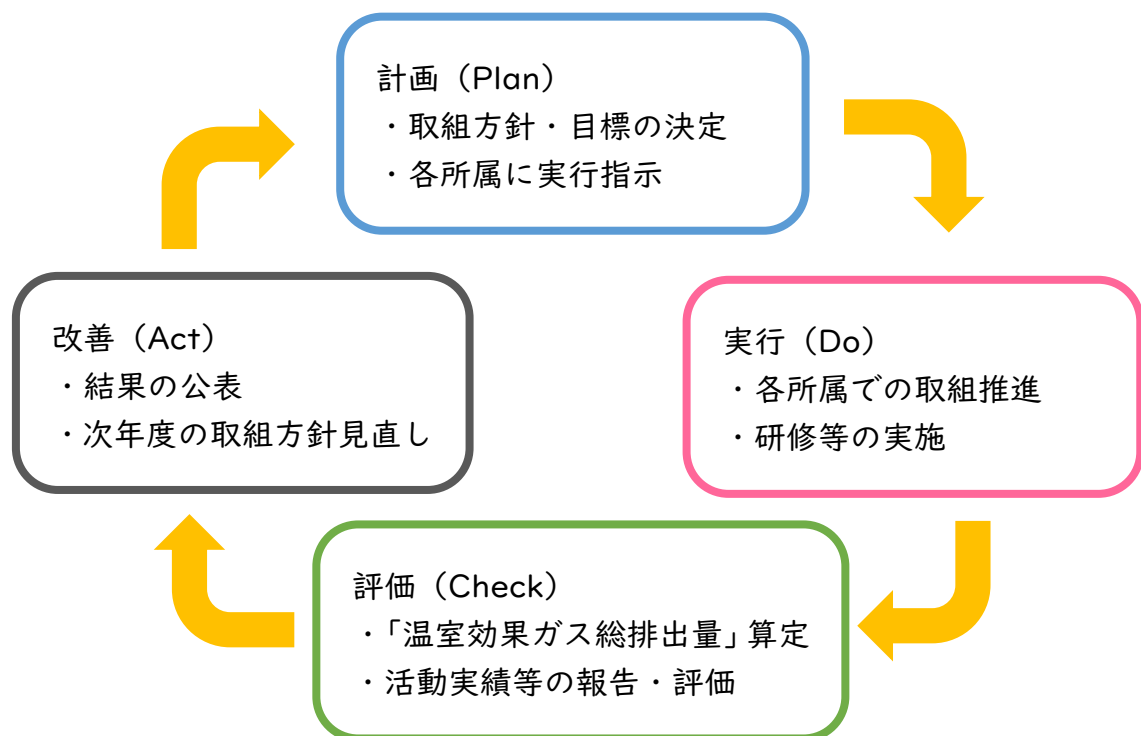 計画（Plan）
・取組方針・目標の決定
・各所属に実行指示
実行（Do）
・各所属での取組推進
・研修等の実施
評価（Check）
・「温室効果ガス総排出量」算定
・活動実績等の報告・評価
改善（Act）
・結果の公表
・次年度の取組方針見直し